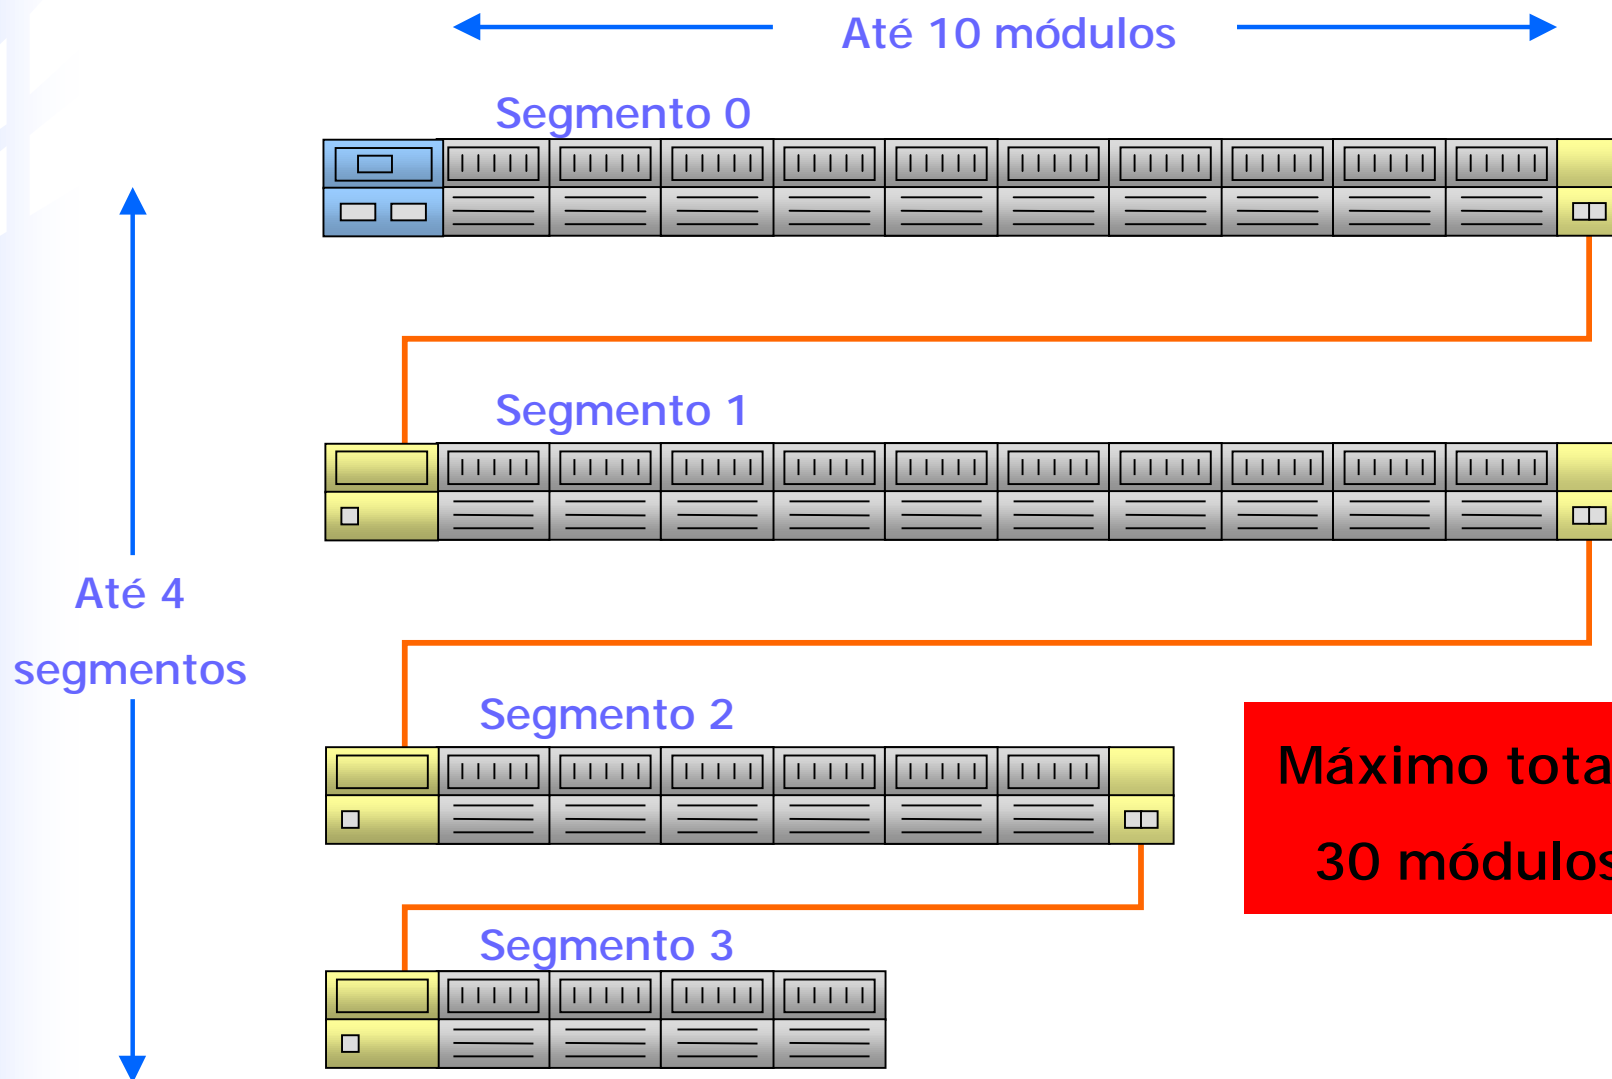 Até 10 módulos
Segmento 0
Segmento 1
Até 4
segmentos
Segmento 2
Máximo tota
30 módulos
Segmento 3